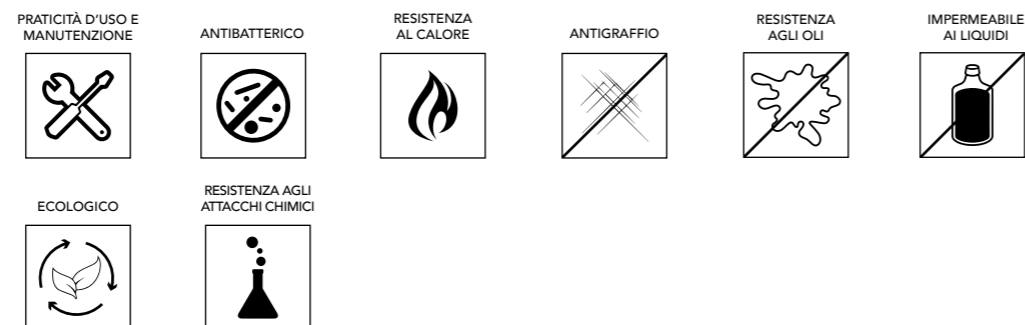 PRATICITÀ D'USO E
MANUTENZIONE
ANTIBATTERICO
RESISTENZA
AL CALORE
ANTIGRAFFIO
RESISTENZA
AGLI OLI
IMPERMEABILE
AI LIQUIDI
ECOLOGICO
RESISTENZA AGLI
ATTACCHI CHIMICI